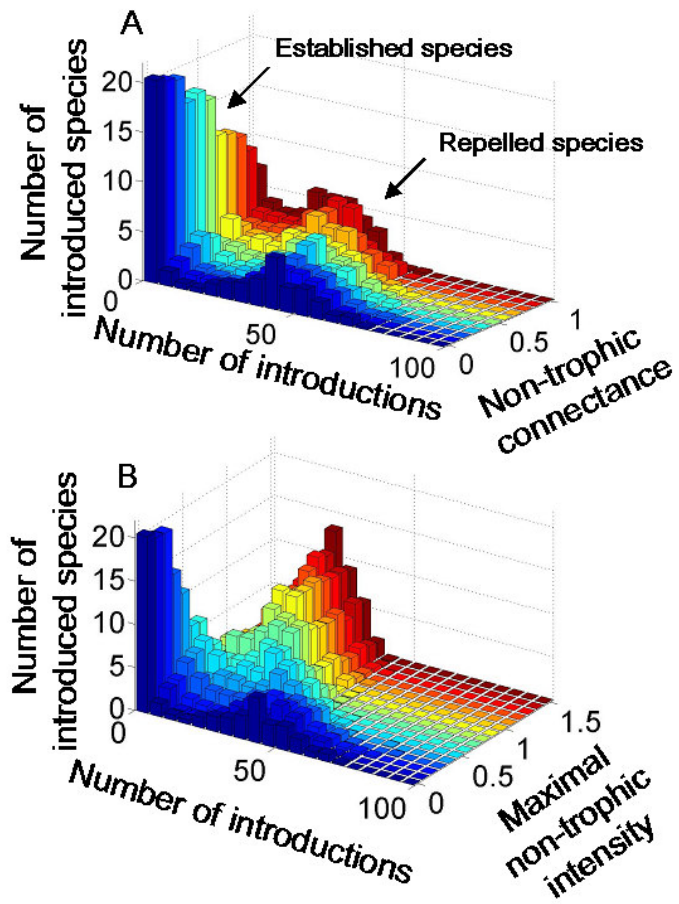 A
Established species
Repelled species
Number of
introduced species
20
15
10
5
0
0
50
100
Number of introductions
0
0.5
1
Non-trophic
connectance
B
Number of
introduced species
20
15
10
5
0
0
50
100
Number of introductions
0
0.5
1
1.5
Maximal
non-trophic
intensity